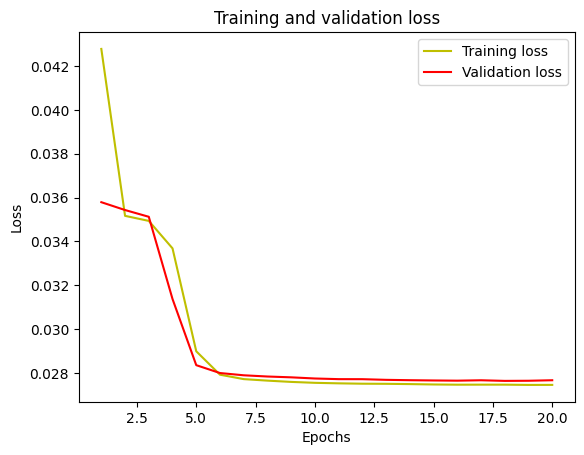 Training and validation loss
Training loss
Validation loss
0.042
0.040
0.038
0.036
0.034
0.032
0.030
0.028
Loss
2.5 5.0 7.5 10.0 12.5 15.0 17.5 20.0
Epochs